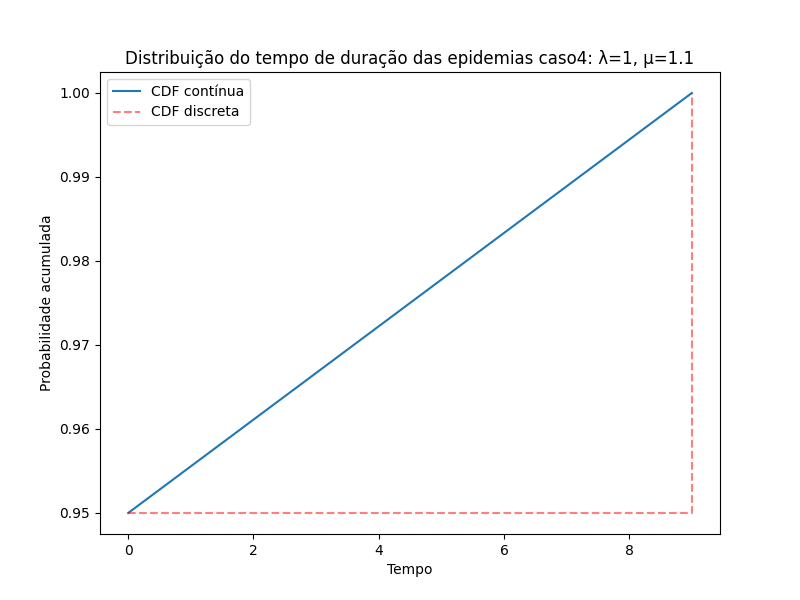 Distribuição do tempo de duração das epidemias caso4: λ=1, μ=1.1
CDF contínua
CDF discreta
1.00
0.99
0.98
0.97
0.96
0.95
Probabilidade acumulada
0 2 4 6 8
Tempo